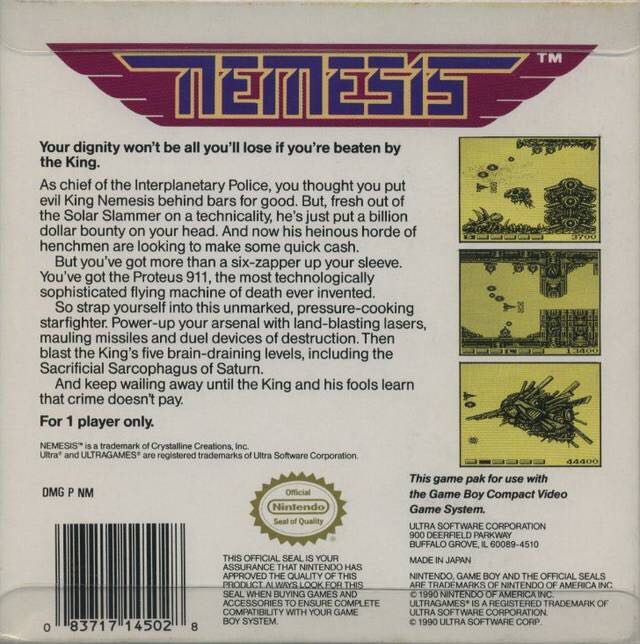 NEMESIS TM
Your dignity won't be all you'll lose if you're beaten by
the King.
As chief of the Interplanetary Police, you thought you put
evil King Nemesis behind bars for good. But, fresh out of
the Solar Slammer on a technicality, he's just put a billion
dollar bounty on your head. And now his heinous horde of
henchmen are looking to make some quick cash.
But you've got more than a six-zapper up your sleeve.
You've got the Proteus 911, the most technologically
sophisticated flying machine of death ever invented.
So strap yourself into this unmarked, pressure-cooking
starfighter. Power-up your arsenal with land-blasting lasers,
mauling missiles and duel devices of destruction. Then
blast the King's five brain-draining levels, including the
Sacrificial Sarcophagus of Saturn.
And keep wailing away until the King and his fools learn
that crime doesn't pay.
For 1 player only.
NEMESIS™ is a trademark of Crystalline Creations, Inc.
Ultra® and ULTRAGAMES® are registered trademarks of Ultra Software Corporation.
DMG P NM
3700
13400
44400
Official
Nintendo
Seal of Quality
THIS OFFICIAL SEAL IS YOUR
ASSURANCE THAT NINTENDO HAS
APPROVED THE QUALITY OF THIS
PRODUCT. ALWAYS LOOK FOR THIS
SEAL WHEN BUYING GAMES AND
ACCESSORIES TO ENSURE COMPLETE
COMPATIBILITY WITH YOUR GAME
BOY SYSTEM.
0 83717 14502 8
This game pak for use with
the Game Boy Compact Video
Game System.
ULTRA SOFTWARE CORPORATION
900 DEERFIELD PARKWAY
BUFFALO GROVE, IL 60089-4510
MADE IN JAPAN
NINTENDO, GAME BOY AND THE OFFICIAL SEALS
ARE TRADEMARKS OF NINTENDO OF AMERICA INC.
© 1990 NINTENDO OF AMERICA INC.
ULTRAGAMES® IS A REGISTERED TRADEMARK OF
ULTRA SOFTWARE CORPORATION.
© 1990 ULTRA SOFTWARE CORP.